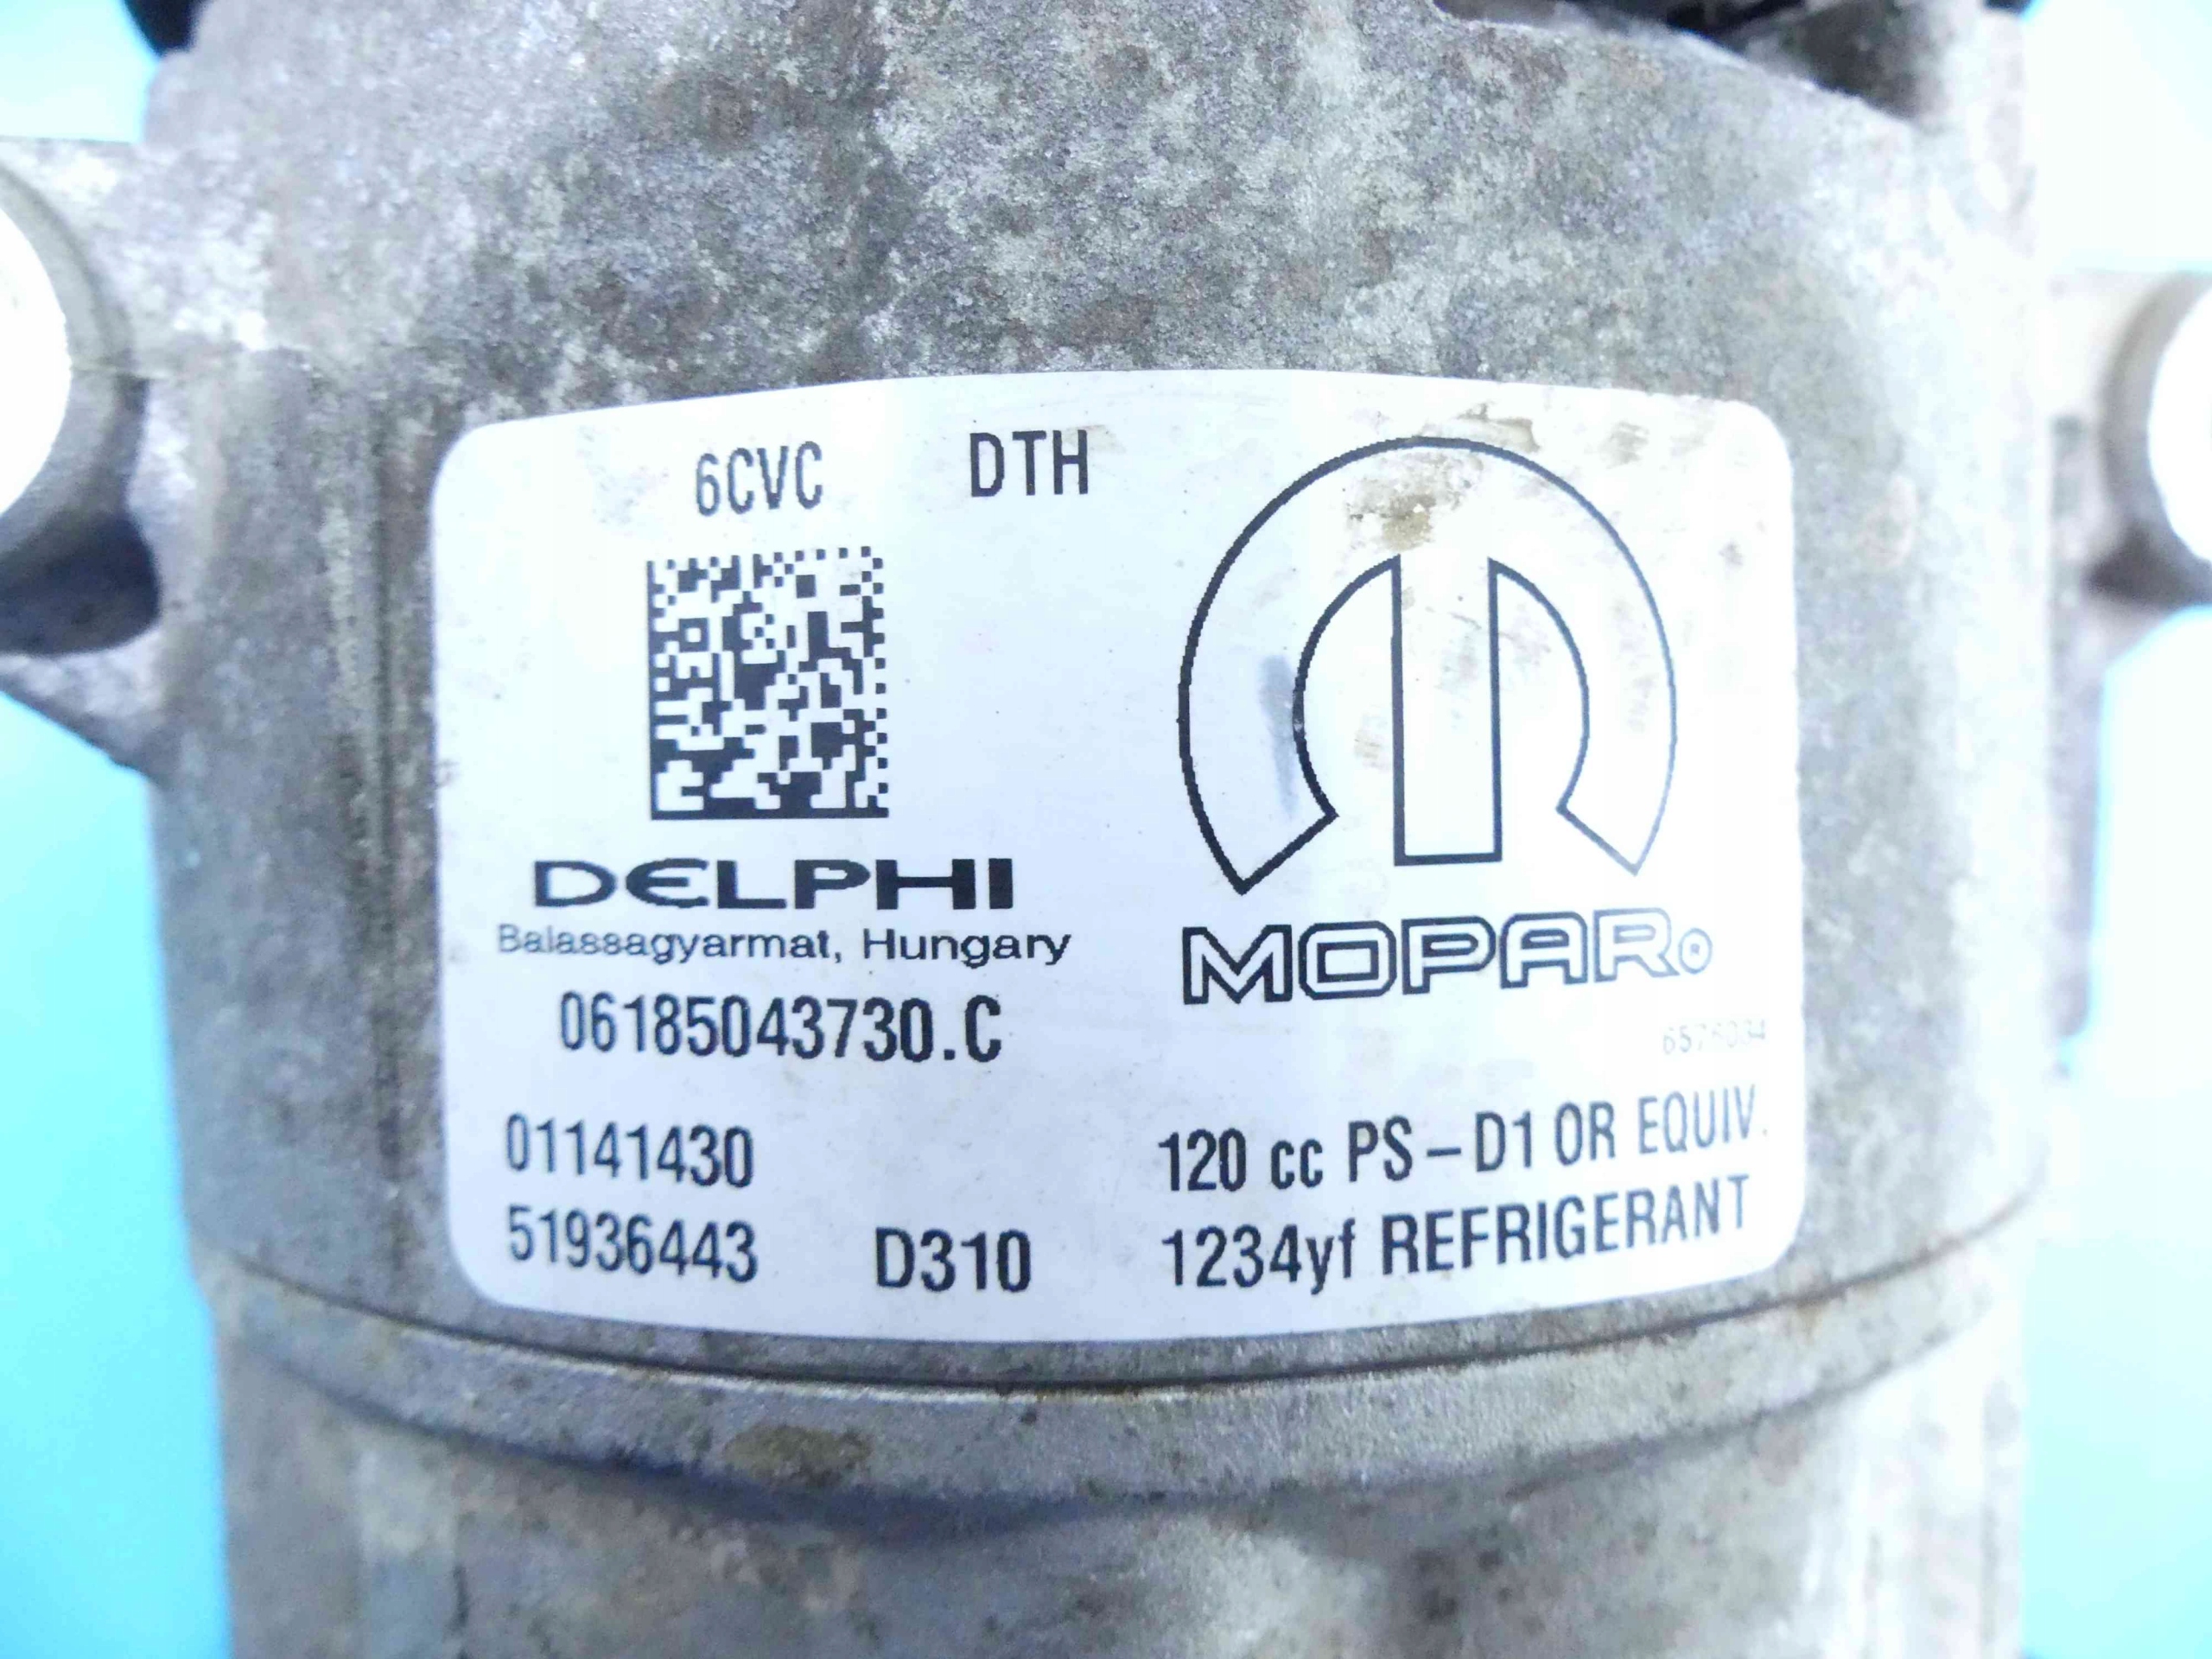 6CVC DTH
DELPHI
Balassagyarmat, Hungary
MOPAR®
06185043730.C
01141430
120 cc PS-D1 OR EQUIV.
51936443 D310 1234yf REFRIGERANT